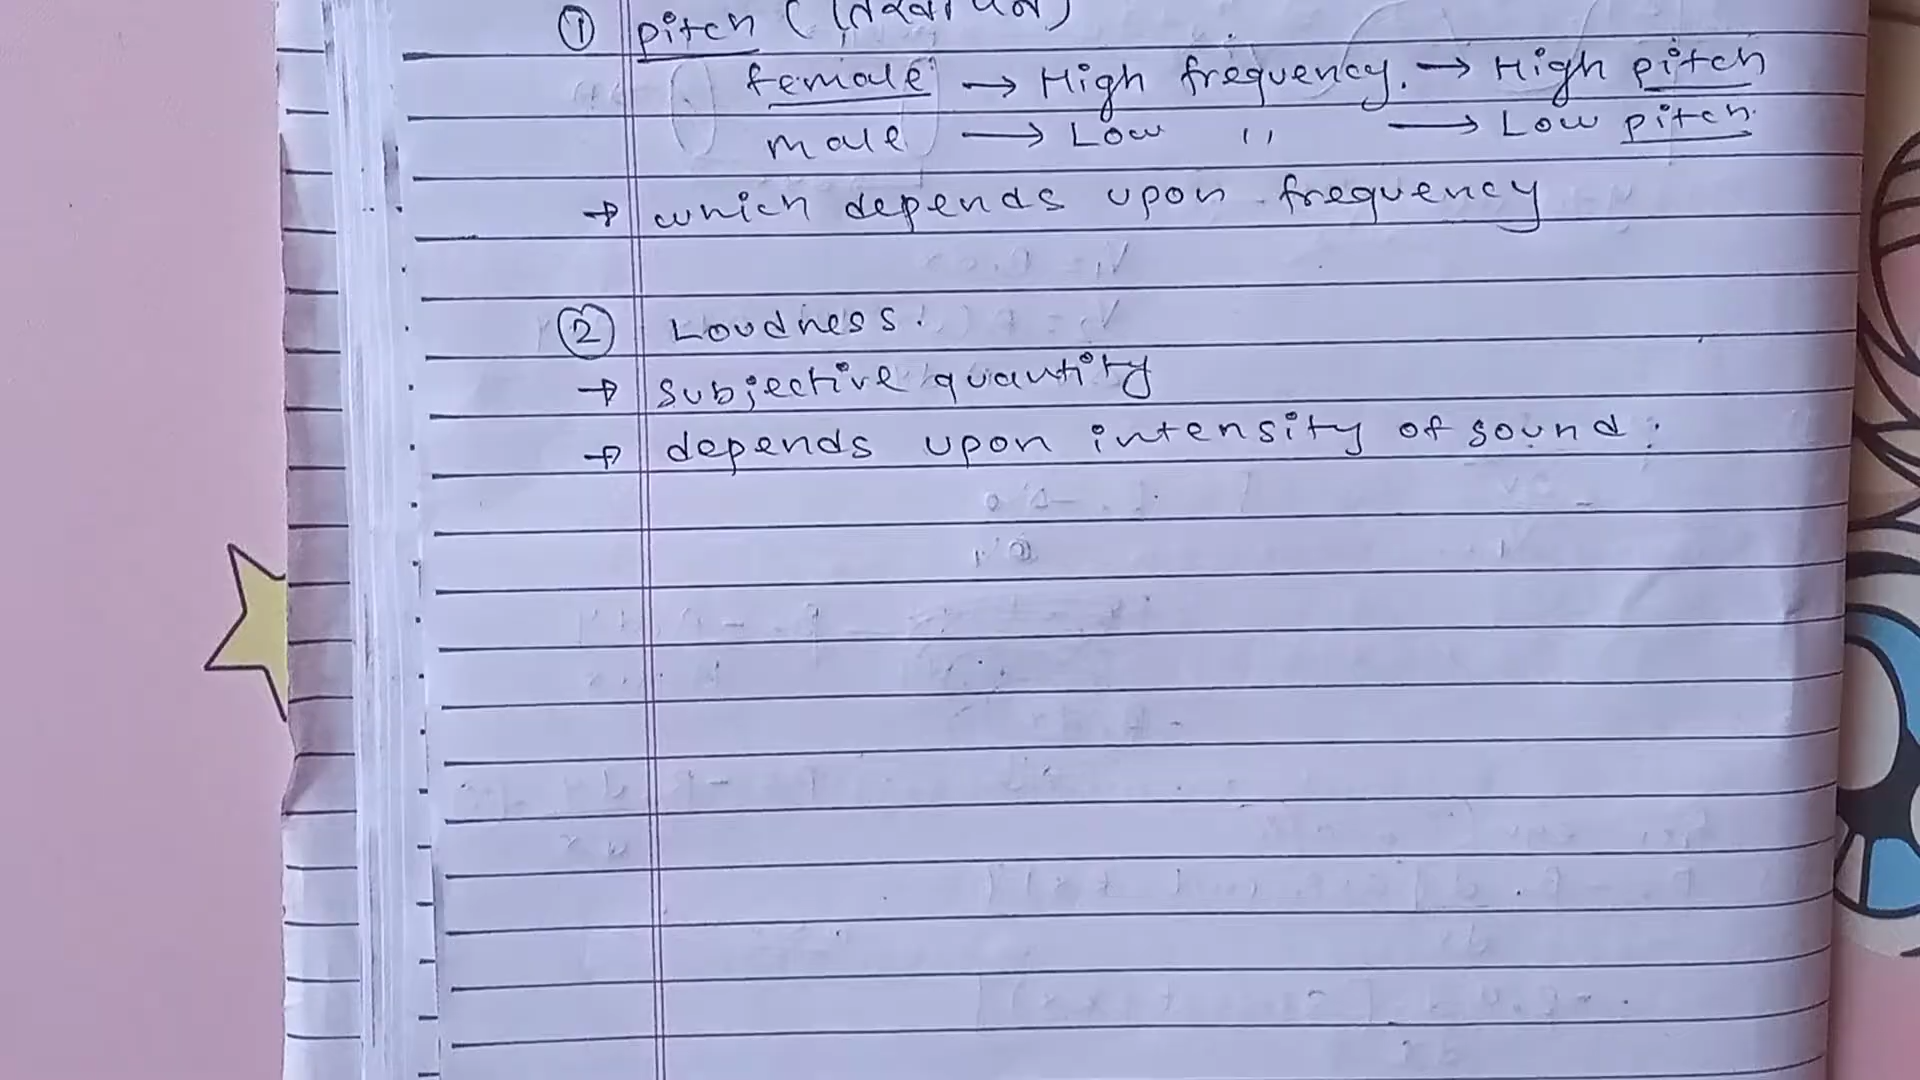 ① pitch (
female → High frequency. → High pitch
male → Low " → Low pitch.
→ which depends upon frequency
② Loudness.
→ subjective quantity
→ depends upon intensity of sound.